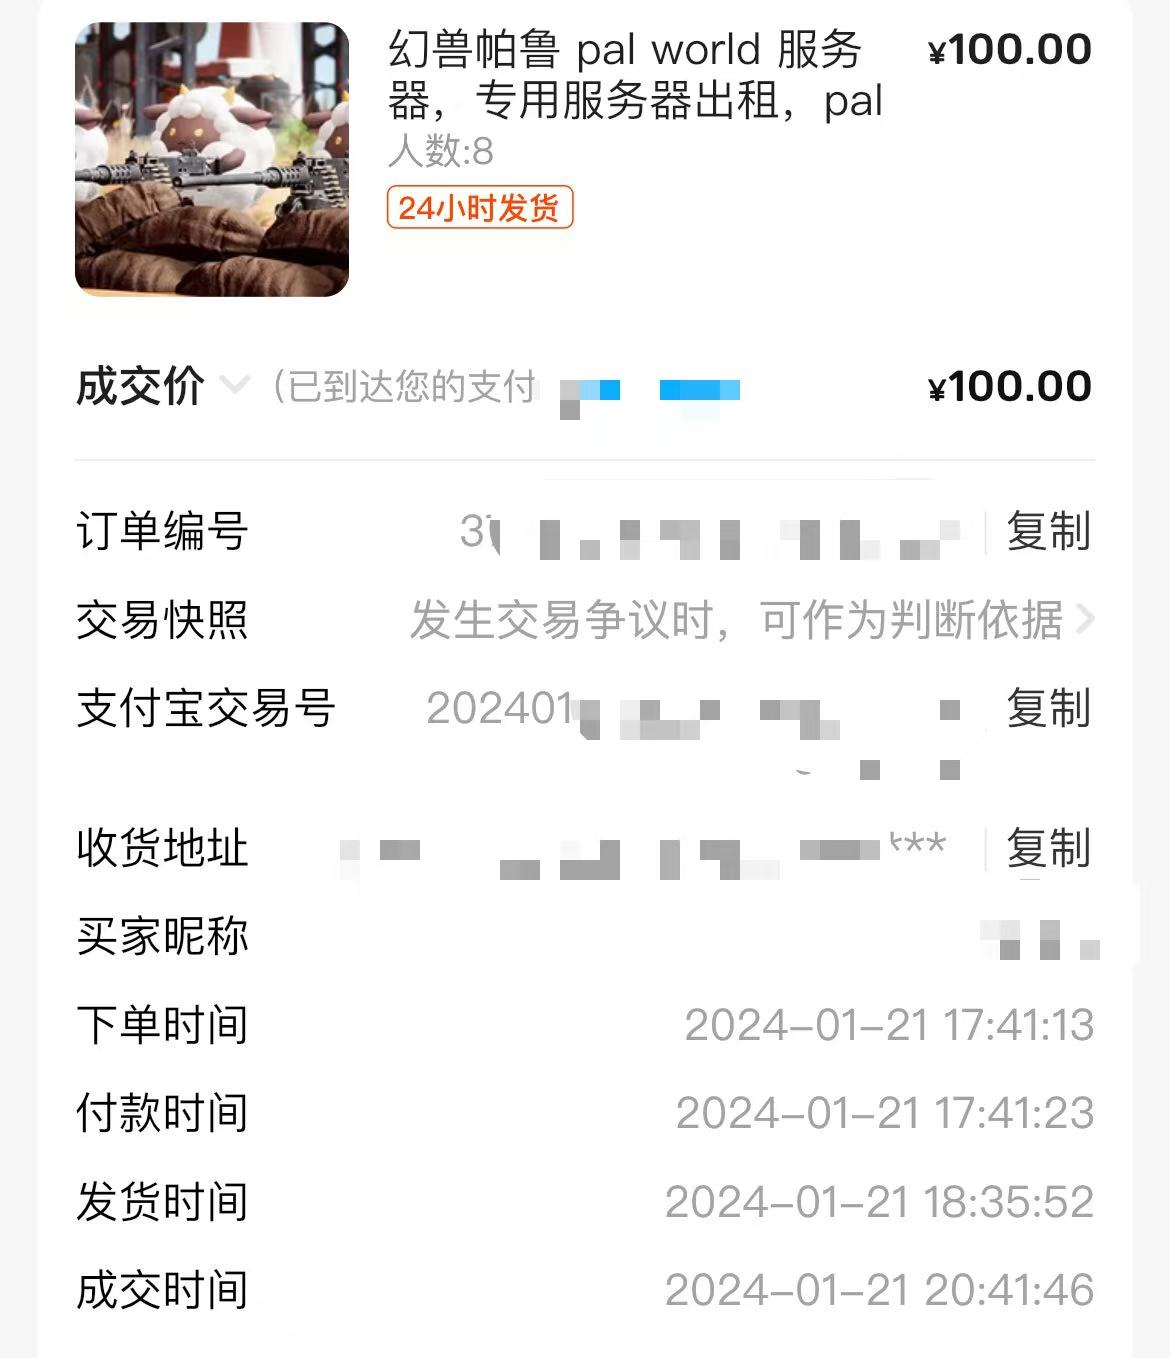 幻兽帕鲁 pal world 服务 ¥100.00
器，专用服务器出租，pal
人数:8
24小时发货
成交价 (已到达您的支付 ¥100.00
订单编号 3 复制
交易快照 发生交易争议时，可作为判断依据
支付宝交易号 202401 复制
收货地址 *** 复制
买家昵称
下单时间 2024-01-21 17:41:13
付款时间 2024-01-21 17:41:23
发货时间 2024-01-21 18:35:52
成交时间 2024-01-21 20:41:46